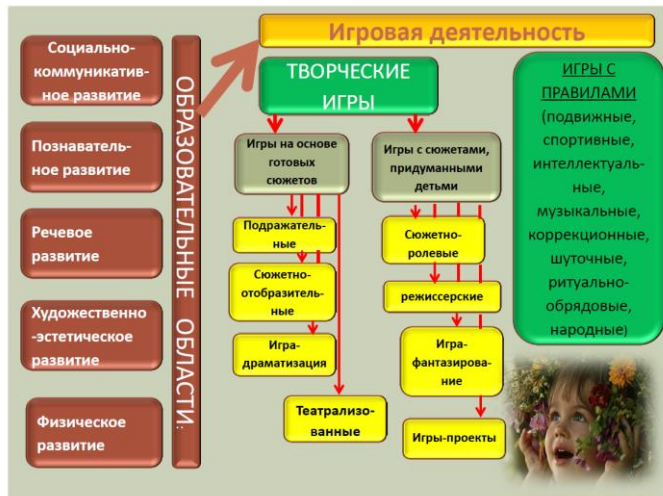 Игровая деятельность
Социально-
коммуникатив-
ное развитие
Познаватель-
ное развитие
Речевое
развитие
Художественно
-эстетическое
развитие
Физическое
развитие
ОБРАЗОВАТЕЛЬНЫЕ ОБЛАСТИ:
ТВОРЧЕСКИЕ
ИГРЫ
Игры на основе
готовых
сюжетов
Подражатель-
ные
Сюжетно-
отобразитель-
ные
Игра-
драматизация
Театрализо-
ванные
Игры с сюжетами,
придуманными
детьми
Сюжетно-
ролевые
режиссерские
Игра-
фантазирова-
ние
Игры-проекты
ИГРЫ С
ПРАВИЛАМИ
(подвижные,
спортивные,
интеллектуаль-
ные,
музыкальные,
коррекционные,
шуточные,
ритуально-
обрядовые,
народные)